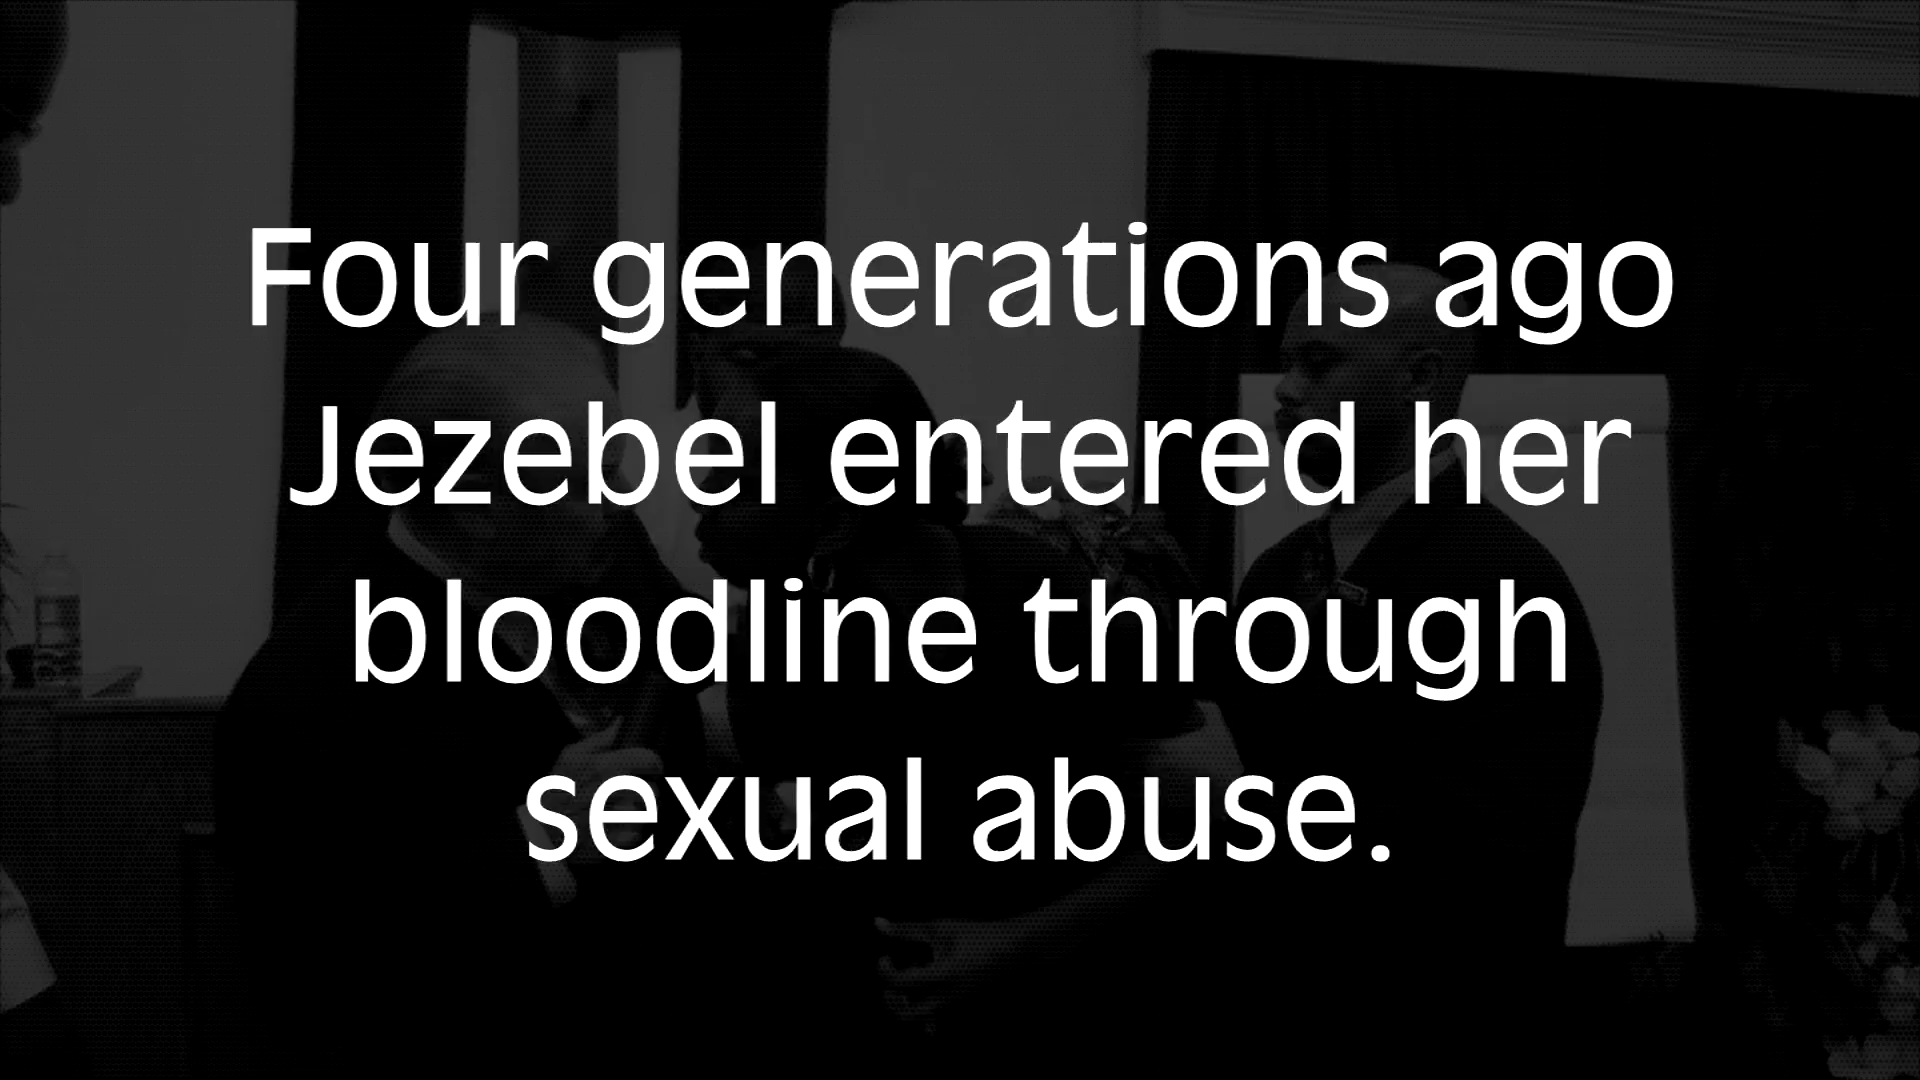 Four generations ago
Jezebel entered her
bloodline through
sexual abuse.